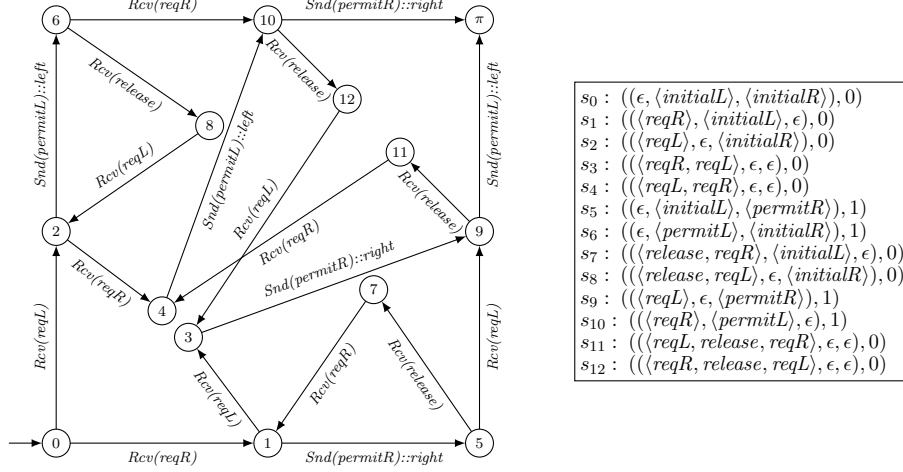 Rcv(reqR)
Snd(permitR)::right
6
10
π
Rcv(release)
Rcv(release)
12
8
Snd(permitL)::left
Rcv(reqL)
Snd(permitL)::left
11
Rcv(reqL)
Rcv(release)
Snd(permitL)::left
2
9
Rcv(reqR)
Rcv(reqR)
Snd(permitR)::right
4
7
3
Rcv(reqL)
Rcv(reqL)
Rcv(reqR)
Rcv(release)
Rcv(reqL)
0
1
5
Rcv(reqR)
Snd(permitR)::right
s0 : ((ϵ, ⟨initialL⟩, ⟨initialR⟩), 0)
s1 : ((⟨reqR⟩, ⟨initialL⟩, ϵ), 0)
s2 : ((⟨reqL⟩, ϵ, ⟨initialR⟩), 0)
s3 : ((⟨reqR, reqL⟩, ϵ, ϵ), 0)
s4 : ((⟨reqL, reqR⟩, ϵ, ϵ), 0)
s5 : ((ϵ, ⟨initialL⟩, ⟨permitR⟩), 1)
s6 : ((ϵ, ⟨permitL⟩, ⟨initialR⟩), 1)
s7 : ((⟨release, reqR⟩, ⟨initialL⟩, ϵ), 0)
s8 : ((⟨release, reqL⟩, ϵ, ⟨initialR⟩), 0)
s9 : ((⟨reqL⟩, ϵ, ⟨permitR⟩), 1)
s10 : ((⟨reqR⟩, ⟨permitL⟩, ϵ), 1)
s11 : ((⟨reqL, release, reqR⟩, ϵ, ϵ), 0)
s12 : ((⟨reqR, release, reqL⟩, ϵ, ϵ), 0)